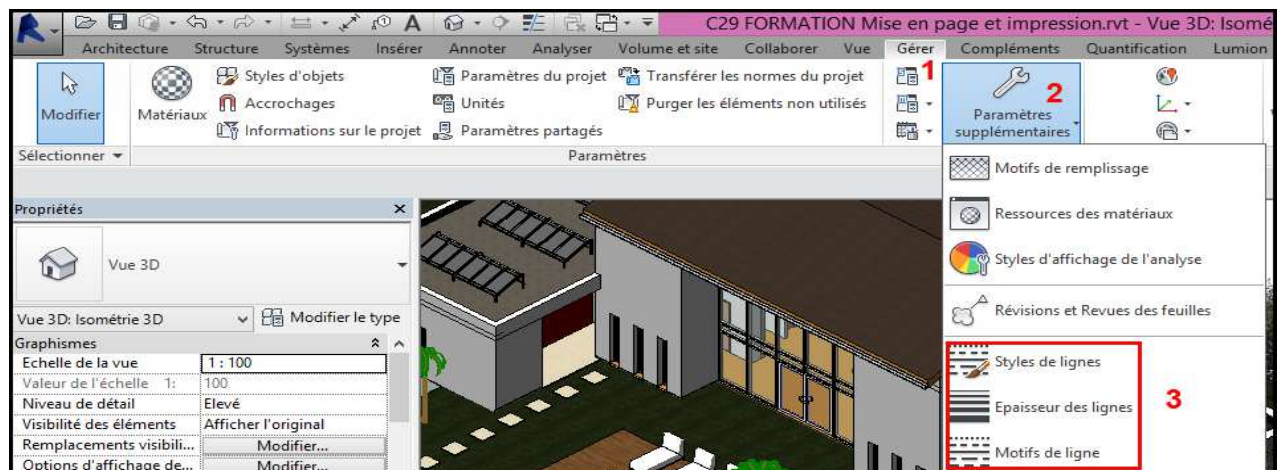 C29 FORMATION Mise en page et impression.rvt - Vue 3D: Isomé
Architecture Structure Systèmes Insérer Annoter Analyser Volume et site Collaborer Vue Gérer Compléments Quantification Lumion
1
Modifier
Matériaux
Styles d'objets
Accrochages
Informations sur le projet
Paramètres du projet
Unités
Paramètres partagés
Transférer les normes du projet
Purger les éléments non utilisés
2
Paramètres
supplémentaires
Sélectionner
Paramètres
Motifs de remplissage
Ressources des matériaux
Styles d'affichage de l'analyse
Révisions et Revues des feuilles
Styles de lignes
Epaisseur des lignes
Motifs de ligne
3
Propriétés
Vue 3D
Vue 3D: Isométrie 3D
Modifier le type
Graphismes
Echelle de la vue 1 : 100
Valeur de l'échelle 1: 100
Niveau de détail Elevé
Visibilité des éléments Afficher l'original
Remplacements visibili... Modifier...
Options d'affichage de... Modifier...